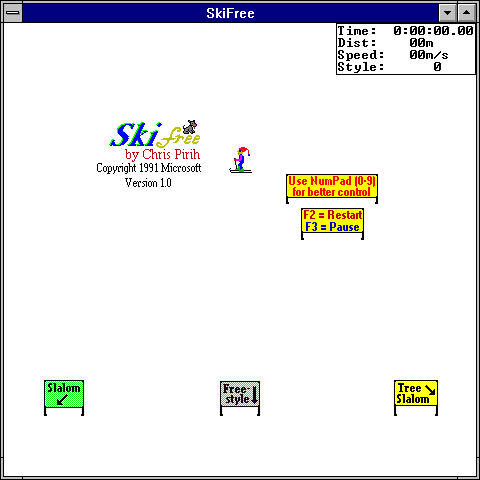 SkiFree
Time: 0:00:00.00
Dist: 00m
Speed: 00m/s
Style: 0
Ski free
by Chris Pirih
Copyright 1991 Microsoft
Version 1.0
Use NumPad (0-9)
for better control
F2 = Restart
F3 = Pause
Slalom
Free-
style
Tree
Slalom